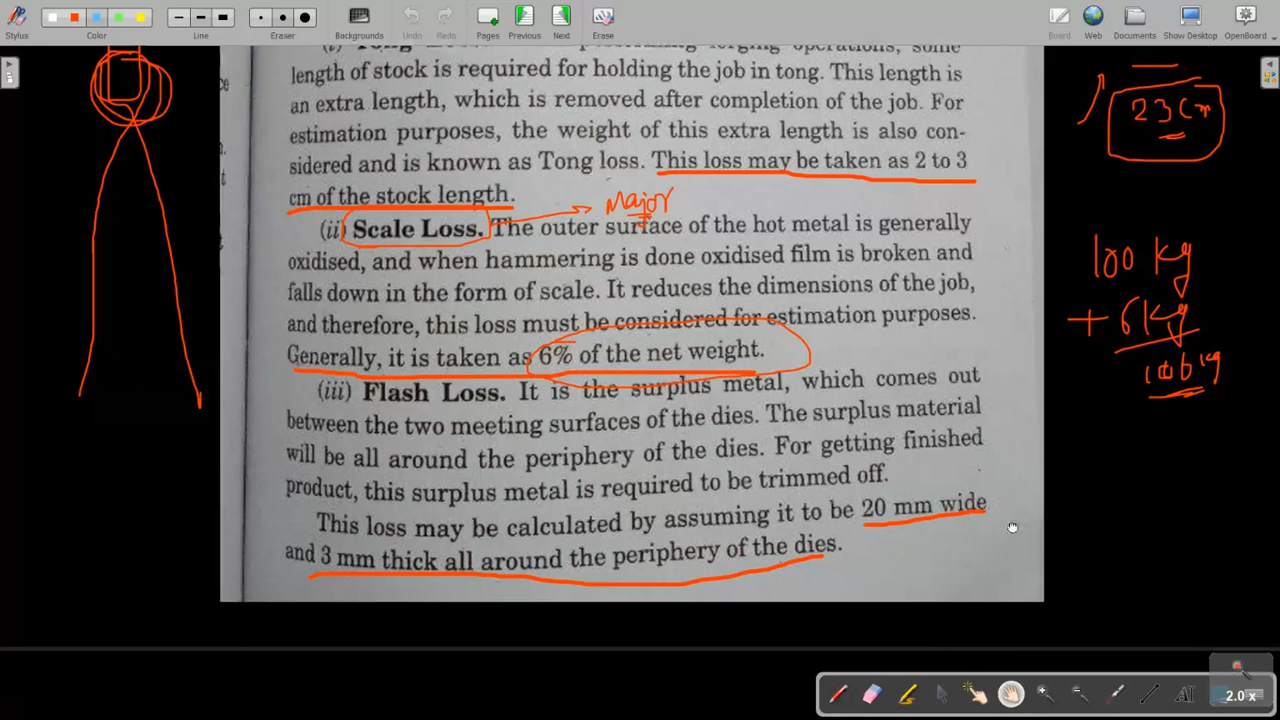 Stylus
Color
Line
Eraser
Backgrounds
Undo
Redo
Pages
Previous
Next
Erase
Board
Web
Documents
Show Desktop
OpenBoard
forging operations, some
length of stock is required for holding the job in tong. This length is
an extra length, which is removed after completion of the job. For
estimation purposes, the weight of this extra length is also con-
sidered and is known as Tong loss. This loss may be taken as 2 to 3
cm of the stock length.
Major
(ii) Scale Loss. The outer surface of the hot metal is generally
oxidised, and when hammering is done oxidised film is broken and
falls down in the form of scale. It reduces the dimensions of the job,
and therefore, this loss must be considered for estimation purposes.
Generally, it is taken as 6% of the net weight.
(iii) Flash Loss. It is the surplus metal, which comes out
between the two meeting surfaces of the dies. The surplus material
will be all around the periphery of the dies. For getting finished
product, this surplus metal is required to be trimmed off.
This loss may be calculated by assuming it to be 20 mm wide
and 3 mm thick all around the periphery of the dies.
23 Cm
100 kg
+ 6 kg
106 kg
2.0 x